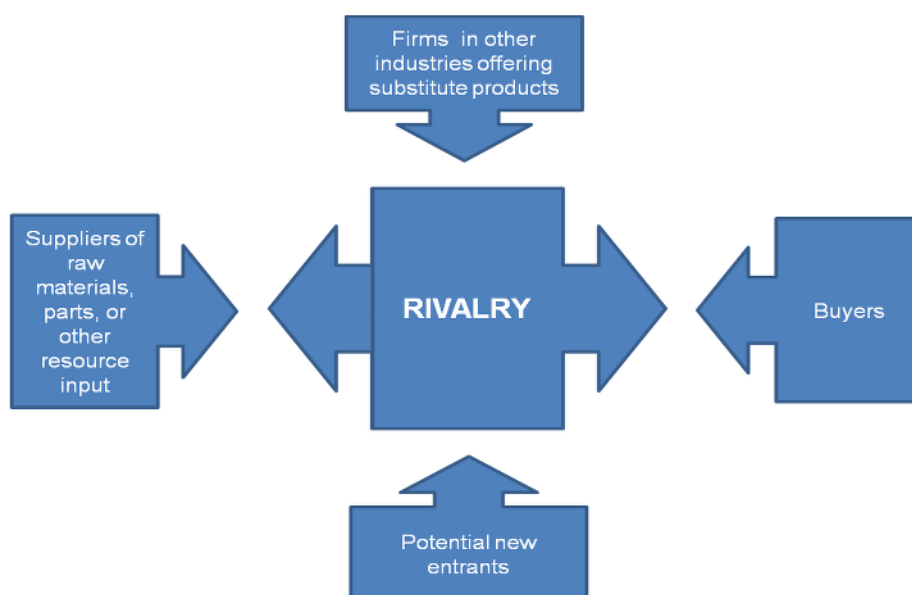 Firms in other
industries offering
substitute products
Suppliers of
raw
materials,
parts, or
other
resource
input
RIVALRY
Buyers
Potential new
entrants